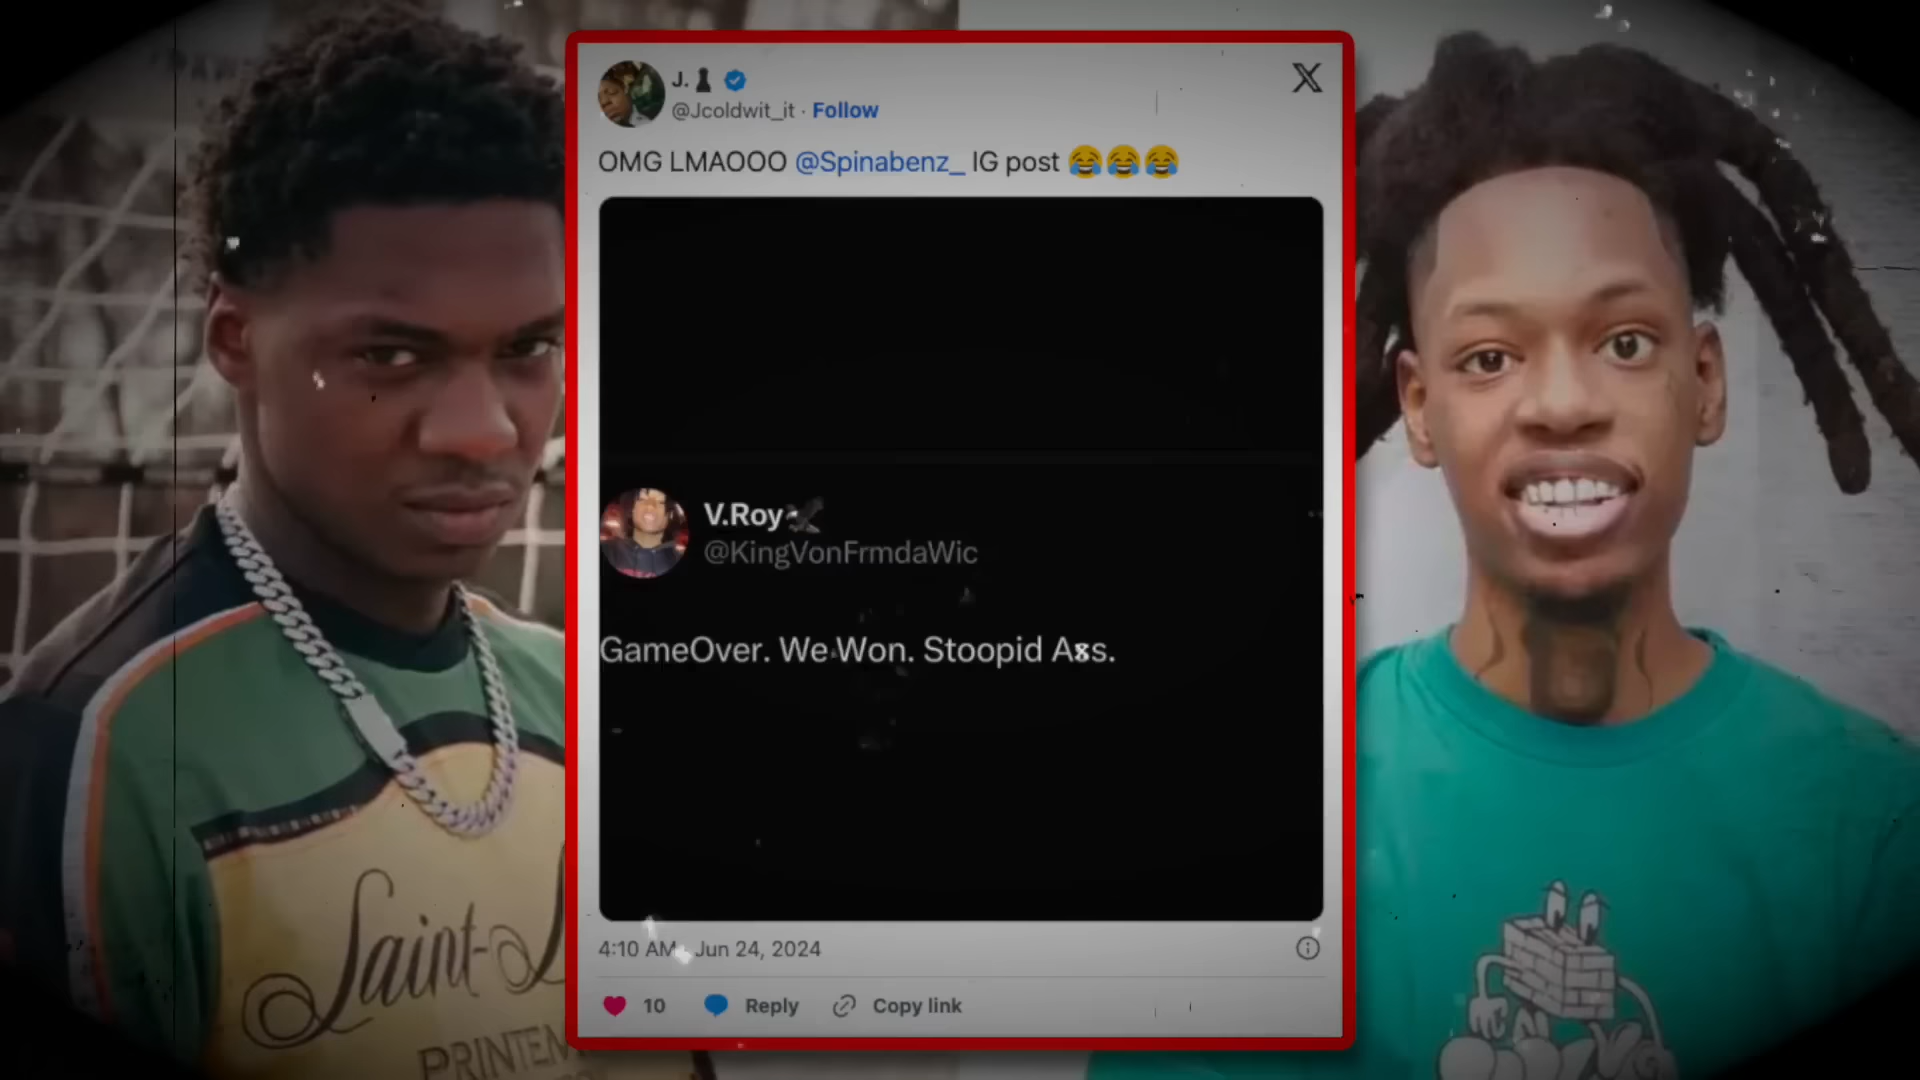 J.
@Jcoldwit_it · Follow
OMG LMAOOO @Spinabenz_ IG post 😂😂😂
V.Roy
@KingVonFrmdaWic
GameOver. We Won. Stoopid A𝟴s.
4:10 AM · Jun 24, 2024
10 Reply Copy link
Saint-
PRINTEM